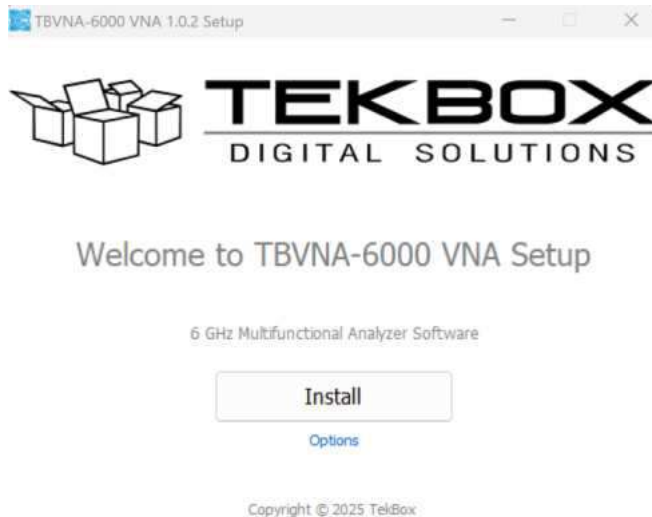 TBVNA-6000 VNA 1.0.2 Setup
TEKBOX
DIGITAL SOLUTIONS
Welcome to TBVNA-6000 VNA Setup
6 GHz Multifunctional Analyzer Software
Install
Options
Copyright © 2025 TekBox